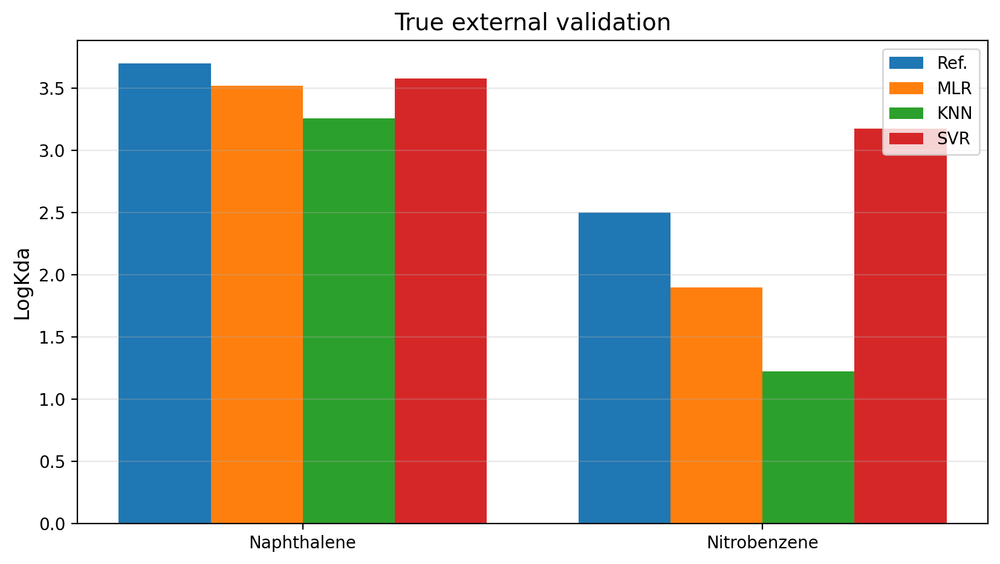 True external validation
LogKda
3.5
3.0
2.5
2.0
1.5
1.0
0.5
0.0
Ref.
MLR
KNN
SVR
Naphthalene
Nitrobenzene